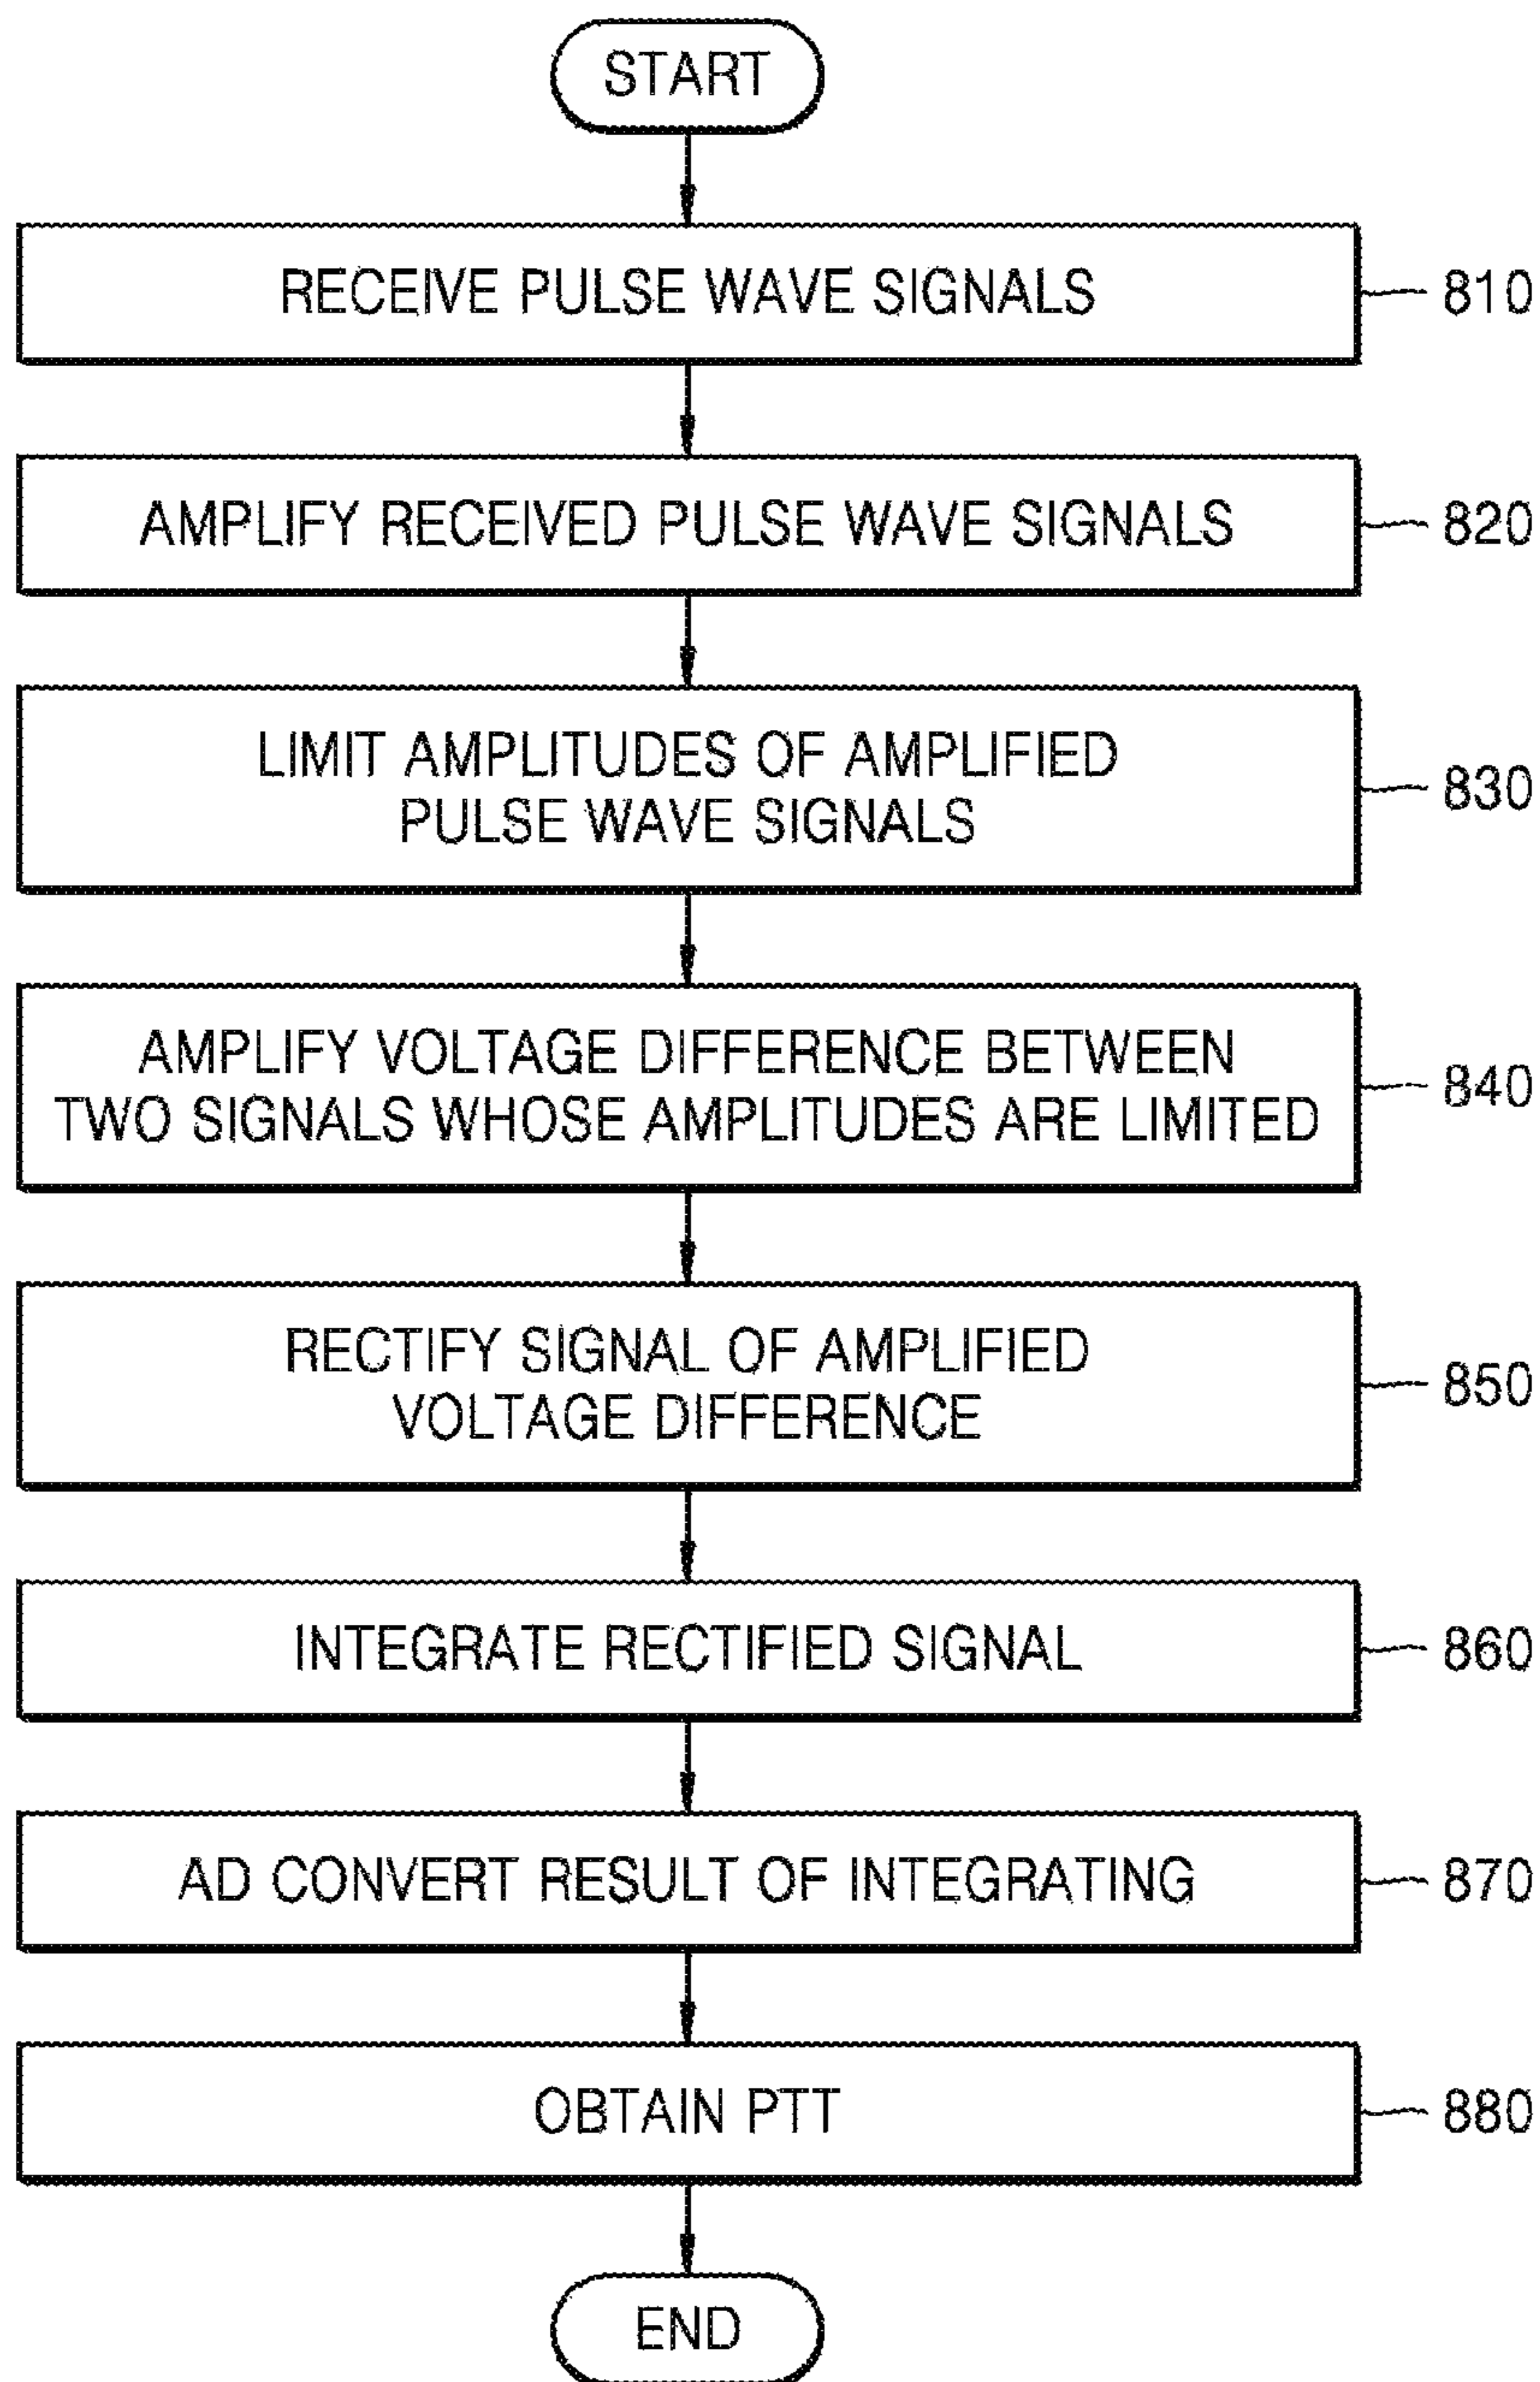 START
RECEIVE PULSE WAVE SIGNALS
810
AMPLIFY RECEIVED PULSE WAVE SIGNALS
820
LIMIT AMPLITUDES OF AMPLIFIED
PULSE WAVE SIGNALS
830
AMPLIFY VOLTAGE DIFFERENCE BETWEEN
TWO SIGNALS WHOSE AMPLITUDES ARE LIMITED
840
RECTIFY SIGNAL OF AMPLIFIED
VOLTAGE DIFFERENCE
850
INTEGRATE RECTIFIED SIGNAL
860
AD CONVERT RESULT OF INTEGRATING
870
OBTAIN PTT
880
END